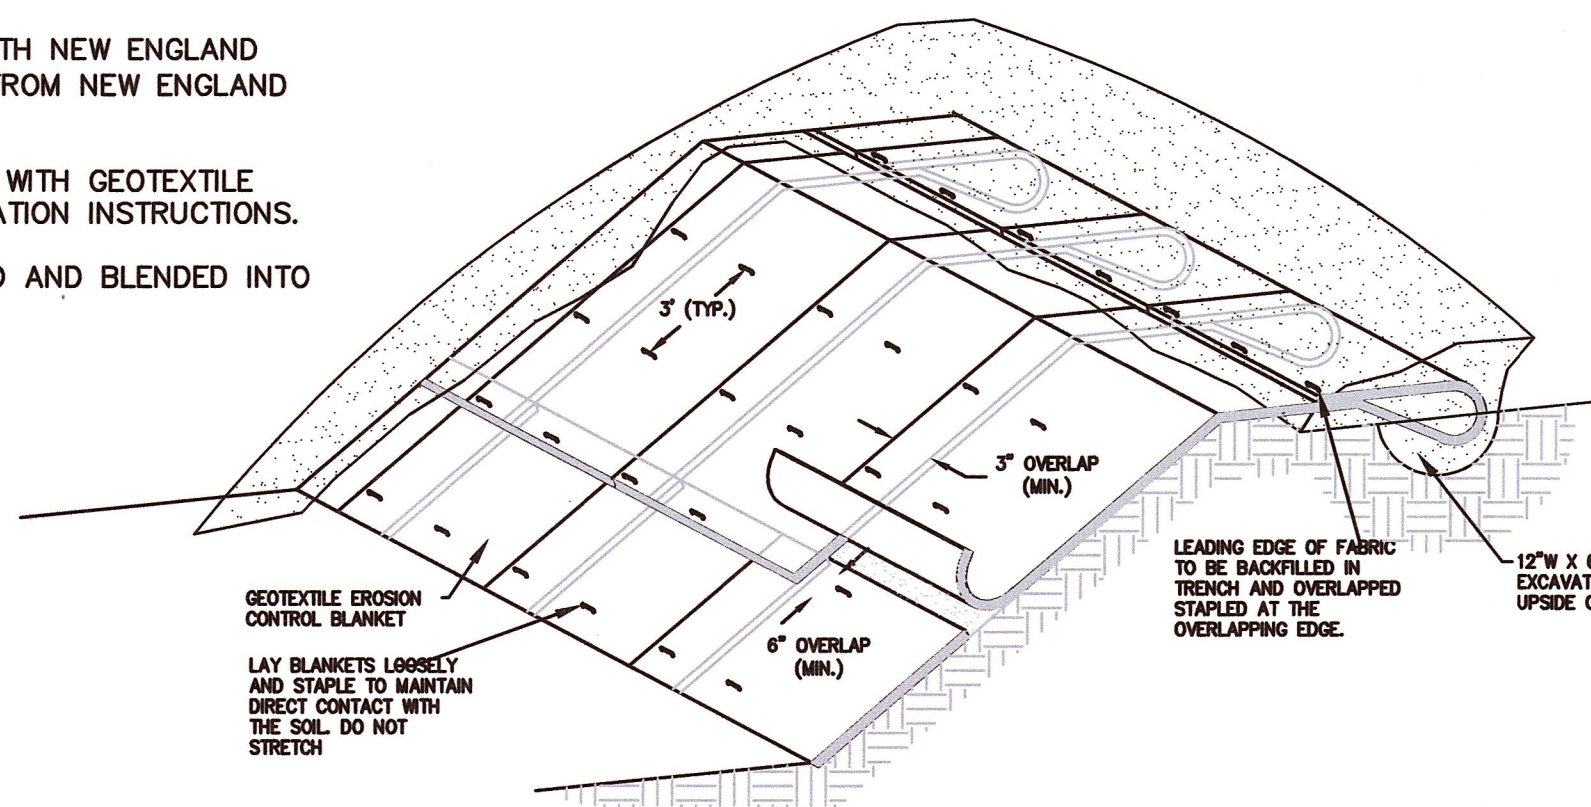 TH NEW ENGLAND
FROM NEW ENGLAND
WITH GEOTEXTILE
ATION INSTRUCTIONS.
AND BLENDED INTO
3' (TYP.)
3" OVERLAP
(MIN.)
GEOTEXTILE EROSION
CONTROL BLANKET
LAY BLANKETS LOOSELY
AND STAPLE TO MAINTAIN
DIRECT CONTACT WITH
THE SOIL. DO NOT
STRETCH
6" OVERLAP
(MIN.)
LEADING EDGE OF FABRIC
TO BE BACKFILLED IN
TRENCH AND OVERLAPPED
STAPLED AT THE
OVERLAPPING EDGE.
12"W X
EXCAVAT
UPSIDE